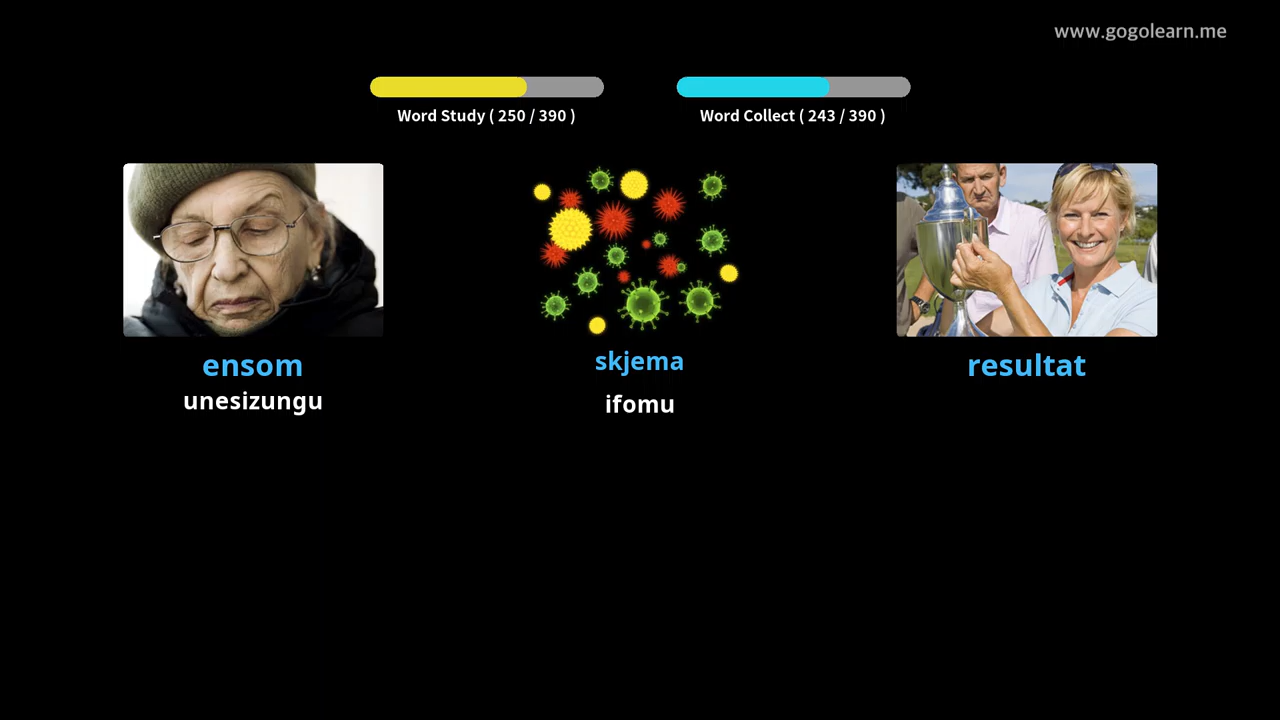 www.gogolearn.me
Word Study ( 250 / 390 )
Word Collect ( 243 / 390 )
ensom
skjema
resultat
unesizungu
ifomu